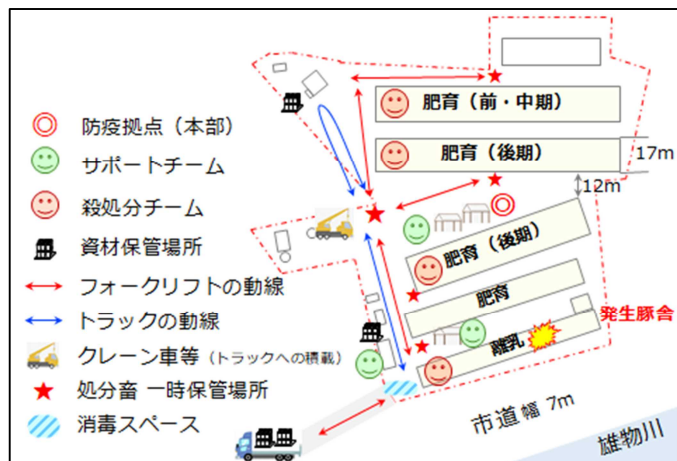 防疫拠点（本部）
サポートチーム
殺処分チーム
資材保管場所
フォークリフトの動線
トラックの動線
クレーン車等（トラックへの積載）
処分畜 一時保管場所
消毒スペース
肥育（前・中期）
肥育（後期）
17m
12m
肥育（後期）
肥育
発生豚舎
離乳
市道幅 7m
雄物川